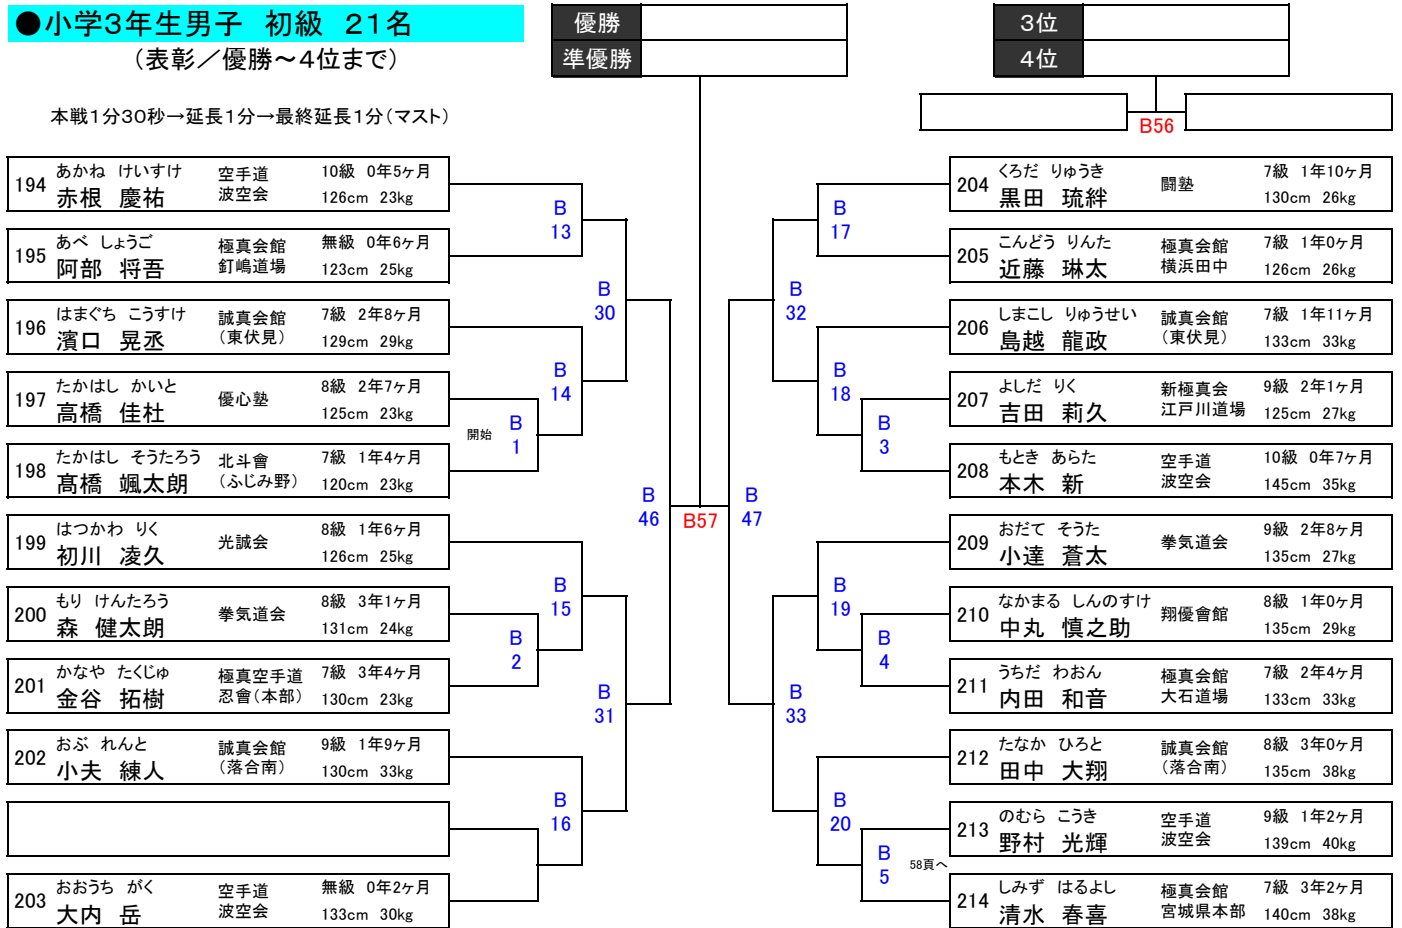 ●小学3年生男子 初級 21名
(表彰／優勝～4位まで)
本戦1分30秒→延長1分→最終延長1分(マスト)
優勝
準優勝
3位
4位
B56
194 あかね けいすけ 空手道 10級 0年5ヶ月
赤根 慶祐 波空会 126cm 23kg
195 あべ しょうご 極真会館 無級 0年6ヶ月
阿部 将吾 釘嶋道場 123cm 25kg
196 はまぐち こうすけ 誠真会館 7級 2年8ヶ月
濱口 晃丞 (東伏見) 129cm 29kg
197 たかはし かいと 優心塾 8級 2年7ヶ月
高橋 佳杜 125cm 23kg
198 たかはし そうたろう 北斗會 7級 1年4ヶ月
髙橋 颯太朗 (ふじみ野) 120cm 23kg
199 はつかわ りく 光誠会 8級 1年6ヶ月
初川 凌久 126cm 25kg
200 もり けんたろう 拳気道会 8級 3年1ヶ月
森 健太朗 131cm 24kg
201 かなや たくじゅ 極真空手道 7級 3年4ヶ月
金谷 拓樹 忍會(本部) 130cm 23kg
202 おぶ れんと 誠真会館 9級 1年9ヶ月
小夫 練人 (落合南) 130cm 33kg
203 おおうち がく 空手道 無級 0年2ヶ月
大内 岳 波空会 133cm 30kg
B
13
B
30
B
14
開始
B
1
B
46
B57
B
47
B
15
B
2
B
31
B
16
B
17
B
32
B
18
B
3
B
19
B
4
B
33
B
20
B
5
58頁へ
204 くろだ りゅうき 闘塾 7級 1年10ヶ月
黒田 琉絆 130cm 26kg
205 こんどう りんた 極真会館 7級 1年0ヶ月
近藤 琳太 横浜田中 126cm 26kg
206 しまこし りゅうせい 誠真会館 7級 1年11ヶ月
島越 龍政 (東伏見) 133cm 33kg
207 よしだ りく 新極真会 9級 2年1ヶ月
吉田 莉久 江戸川道場 125cm 27kg
208 もとき あらた 空手道 10級 0年7ヶ月
本木 新 波空会 145cm 35kg
209 おだて そうた 拳気道会 9級 2年8ヶ月
小達 蒼太 135cm 27kg
210 なかまる しんのすけ 翔優會館 8級 1年0ヶ月
中丸 慎之助 135cm 29kg
211 うちだ わおん 極真会館 7級 2年4ヶ月
内田 和音 大石道場 133cm 33kg
212 たなか ひろと 誠真会館 8級 3年0ヶ月
田中 大翔 (落合南) 135cm 38kg
213 のむら こうき 空手道 9級 1年2ヶ月
野村 光輝 波空会 139cm 40kg
214 しみず はるよし 極真会館 7級 3年2ヶ月
清水 春喜 宮城県本部 140cm 38kg